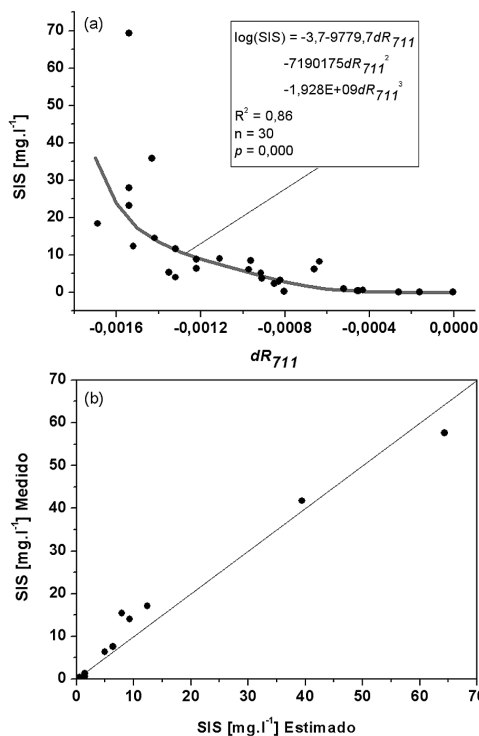 (a)
log(SIS) = -3,7-9779,7dR711
-7190175dR711²
-1,928E+09dR711³
R² = 0,86
n = 30
p = 0,000
SIS [mg.l⁻¹]
70
60
50
40
30
20
10
0
-0,0016 -0,0012 -0,0008 -0,0004 0,0000
dR711
(b)
SIS [mg.l⁻¹] Medido
70
60
50
40
30
20
10
0
0 10 20 30 40 50 60 70
SIS [mg.l⁻¹] Estimado